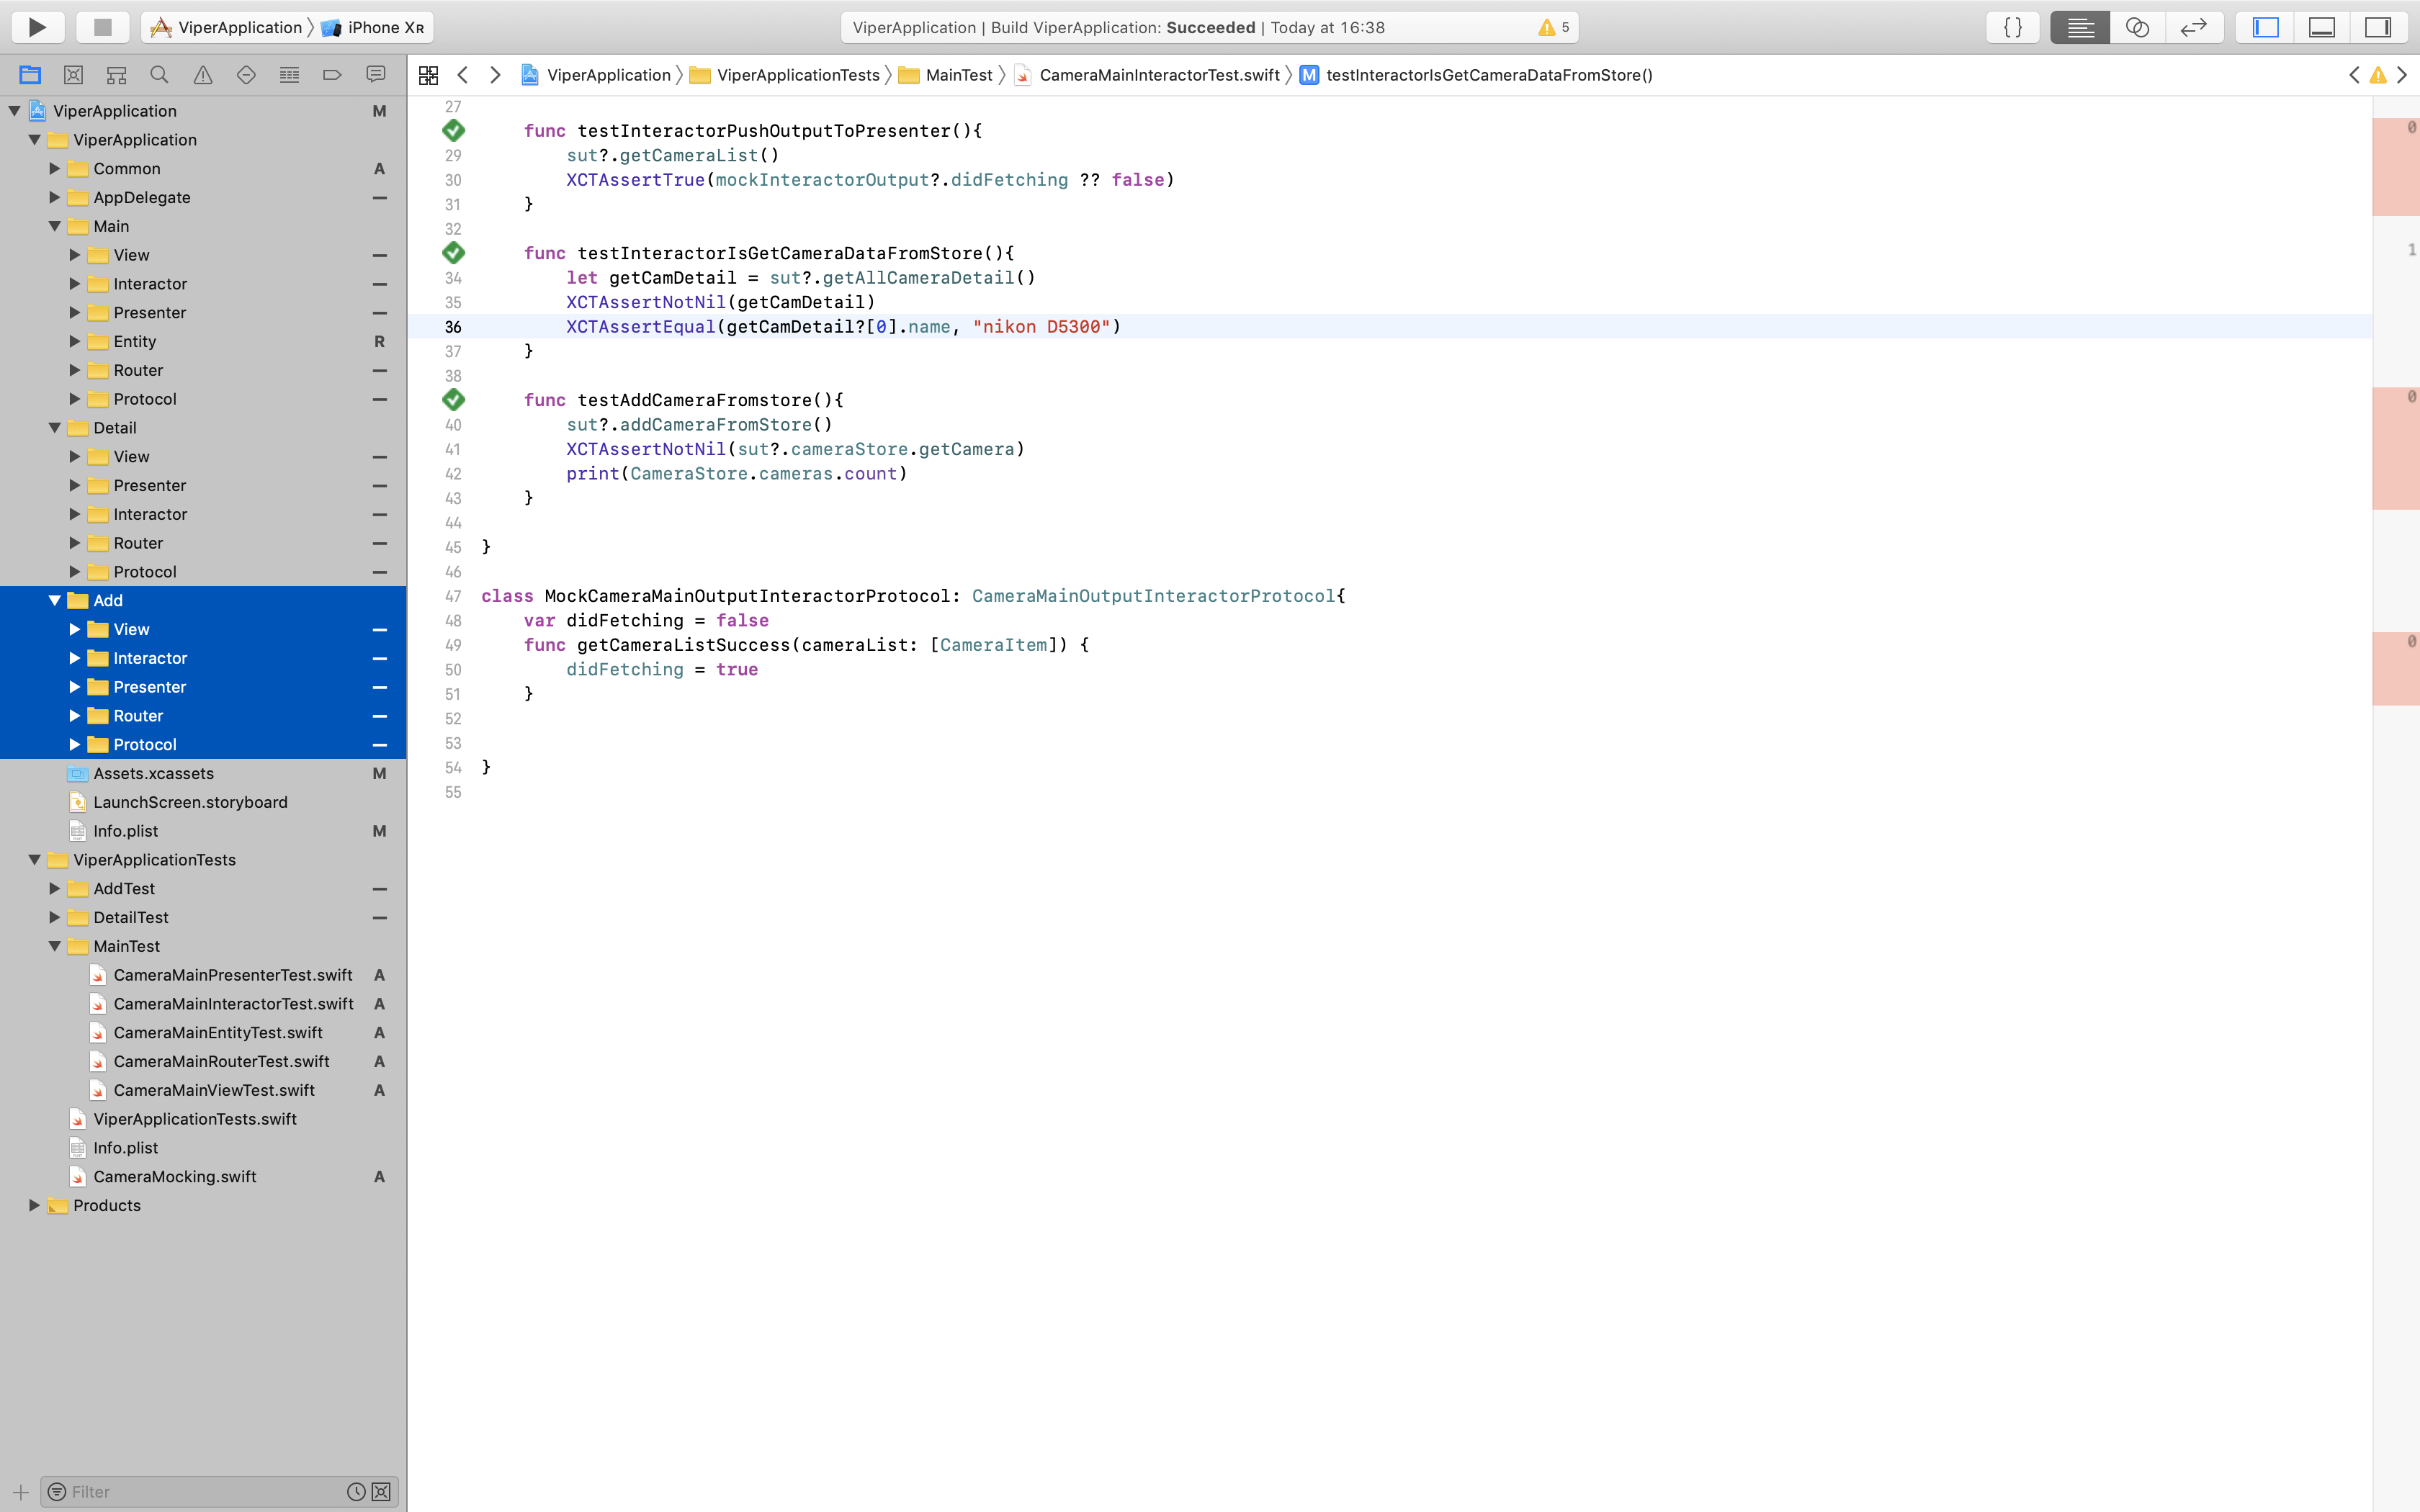 ViperApplication iPhone XR
ViperApplication | Build ViperApplication: Succeeded | Today at 16:38
5
{ }
ViperApplication ViperApplicationTests MainTest CameraMainInteractorTest.swift M testInteractorIsGetCameraDataFromStore()
ViperApplication M
ViperApplication
Common A
AppDelegate
Main
View
Interactor
Presenter
Entity R
Router
Protocol
Detail
View
Presenter
Interactor
Router
Protocol
Add
View
Interactor
Presenter
Router
Protocol
Assets.xcassets M
LaunchScreen.storyboard
Info.plist M
ViperApplicationTests
AddTest
DetailTest
MainTest
CameraMainPresenterTest.swift A
CameraMainInteractorTest.swift A
CameraMainEntityTest.swift A
CameraMainRouterTest.swift A
CameraMainViewTest.swift A
ViperApplicationTests.swift
Info.plist
CameraMocking.swift A
Products
Filter
27
func testInteractorPushOutputToPresenter(){ 0
29 sut?.getCameraList()
30 XCTAssertTrue(mockInteractorOutput?.didFetching ?? false)
31 }
32
func testInteractorIsGetCameraDataFromStore(){ 1
34 let getCamDetail = sut?.getAllCameraDetail()
35 XCTAssertNotNil(getCamDetail)
36 XCTAssertEqual(getCamDetail?[0].name, "nikon D5300")
37 }
38
func testAddCameraFromstore(){ 0
40 sut?.addCameraFromStore()
41 XCTAssertNotNil(sut?.cameraStore.getCamera)
42 print(CameraStore.cameras.count)
43 }
44
45 }
46
47 class MockCameraMainOutputInteractorProtocol: CameraMainOutputInteractorProtocol{
48 var didFetching = false
49 func getCameraListSuccess(cameraList: [CameraItem]) { 0
50 didFetching = true
51 }
52
53
54 }
55